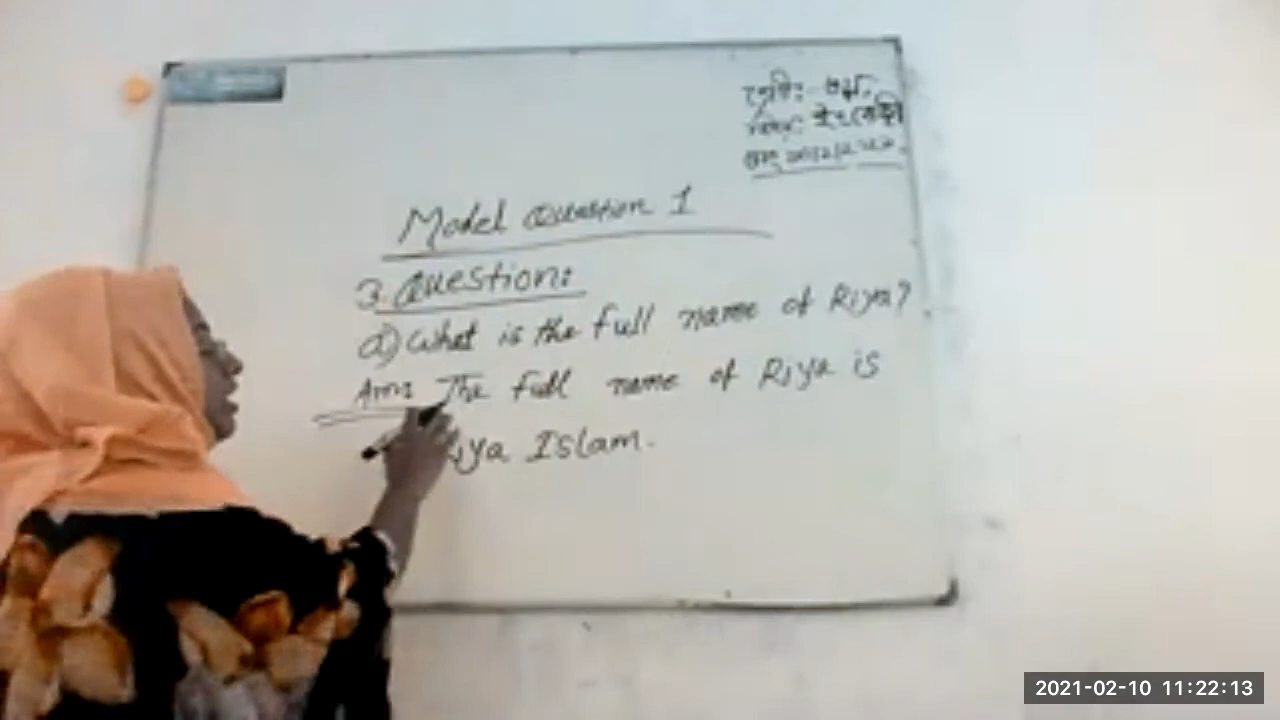 শ্রেণি:
বিষয়: ইংরেজী
Model Question 1
3. Question:
a) What is the full name of Riya?
Ans: The full name of Riya is
Riya Islam.
2021-02-10 11:22:13